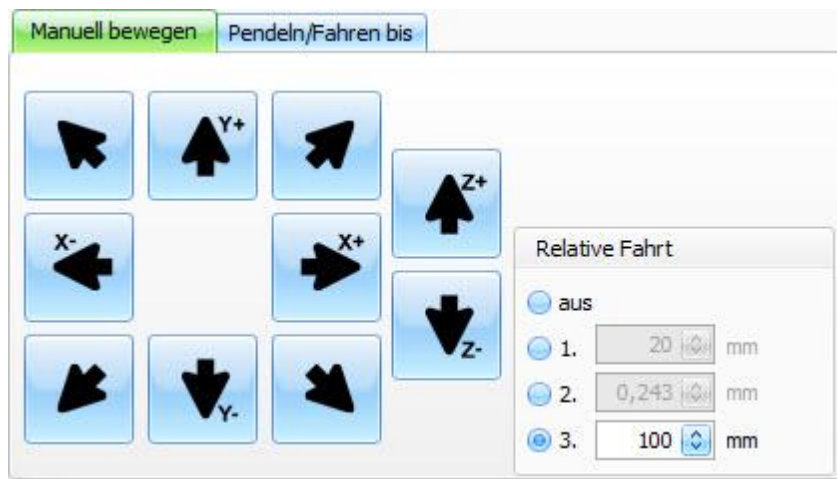 Manuell bewegen Pendeln/Fahren bis
Y+
Z+
X- X+
Relative Fahrt
aus
1. 20 mm
Z-
2. 0,243 mm
Y-
3. 100 mm